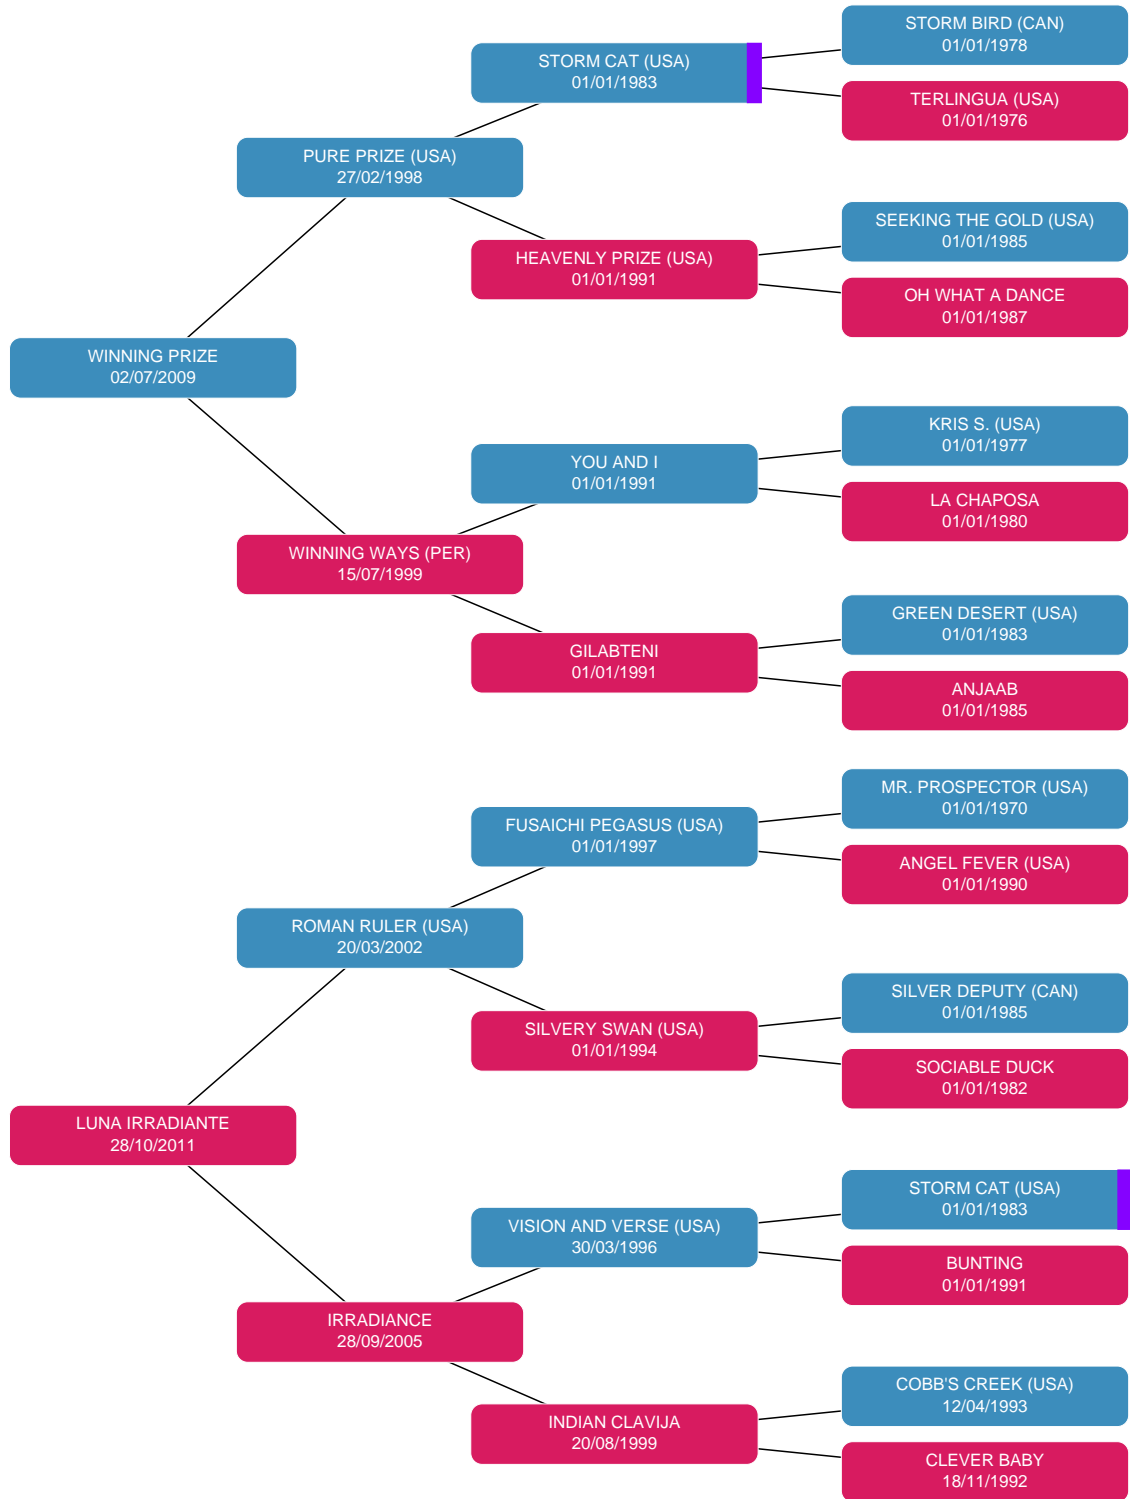 STORM BIRD (CAN)
01/01/1978
STORM CAT (USA)
01/01/1983
TERLINGUA (USA)
01/01/1976
PURE PRIZE (USA)
27/02/1998
SEEKING THE GOLD (USA)
01/01/1985
HEAVENLY PRIZE (USA)
01/01/1991
OH WHAT A DANCE
01/01/1987
WINNING PRIZE
02/07/2009
KRIS S. (USA)
01/01/1977
YOU AND I
01/01/1991
LA CHAPOSA
01/01/1980
WINNING WAYS (PER)
15/07/1999
GREEN DESERT (USA)
01/01/1983
GILABTENI
01/01/1991
ANJAAB
01/01/1985
MR. PROSPECTOR (USA)
01/01/1970
FUSAICHI PEGASUS (USA)
01/01/1997
ANGEL FEVER (USA)
01/01/1990
ROMAN RULER (USA)
20/03/2002
SILVER DEPUTY (CAN)
01/01/1985
SILVERY SWAN (USA)
01/01/1994
SOCIABLE DUCK
01/01/1982
LUNA IRRADIANTE
28/10/2011
STORM CAT (USA)
01/01/1983
VISION AND VERSE (USA)
30/03/1996
BUNTING
01/01/1991
IRRADIANCE
28/09/2005
COBB'S CREEK (USA)
12/04/1993
INDIAN CLAVIJA
20/08/1999
CLEVER BABY
18/11/1992